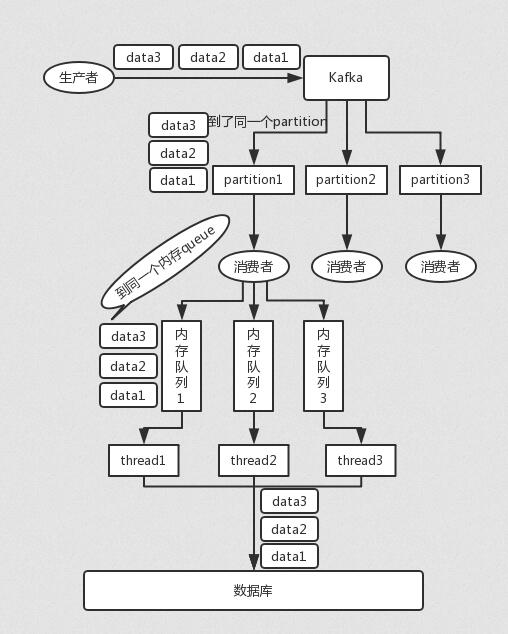 data3 data2 data1
生产者
Kafka
data3
到了同一个partition
data2
data1
partition1 partition2 partition3
到同一个内存queue
消费者 消费者 消费者
data3
data2
data1
内存队列1
内存队列2
内存队列3
thread1 thread2 thread3
data3
data2
data1
数据库